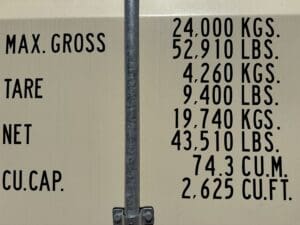 24,000 KGS.
MAX. GROSS 52,910 LBS.
4,260 KGS.
TARE 9,400 LBS.
19,740 KGS.
NET 43,510 LBS.
74.3 CU.M.
CU.CAP. 2,625 CU.FT.